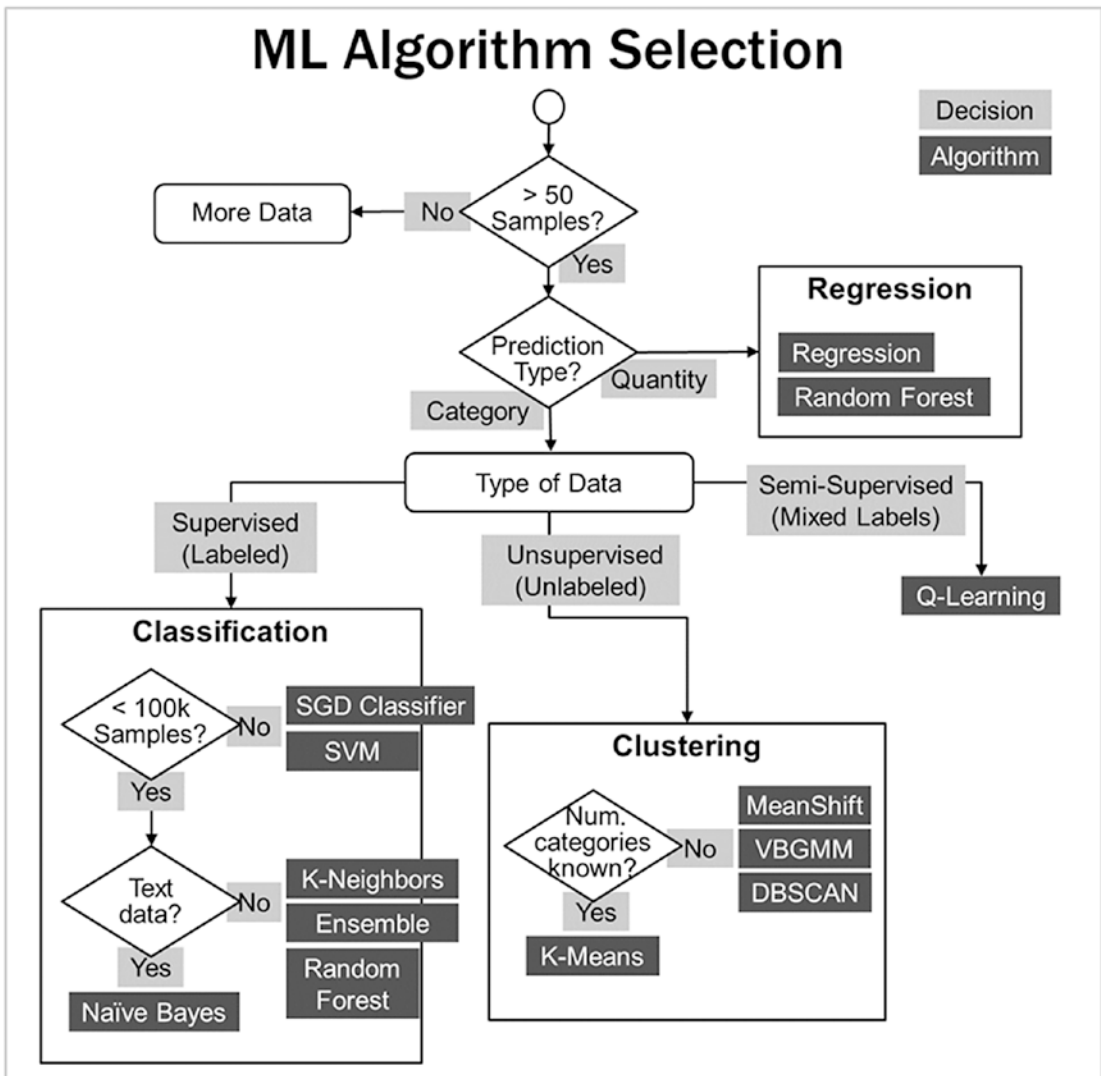 ML Algorithm Selection
Decision
Algorithm
> 50
Samples?
No
More Data
Yes
Prediction
Type?
Quantity
Regression
Regression
Random Forest
Category
Type of Data
Supervised
(Labeled)
Unsupervised
(Unlabeled)
Semi-Supervised
(Mixed Labels)
Q-Learning
Classification
< 100k
Samples?
No
SGD Classifier
SVM
Yes
Text
data?
No
K-Neighbors
Ensemble
Random
Forest
Yes
Naïve Bayes
Clustering
Num.
categories
known?
No
MeanShift
VBGMM
DBSCAN
Yes
K-Means